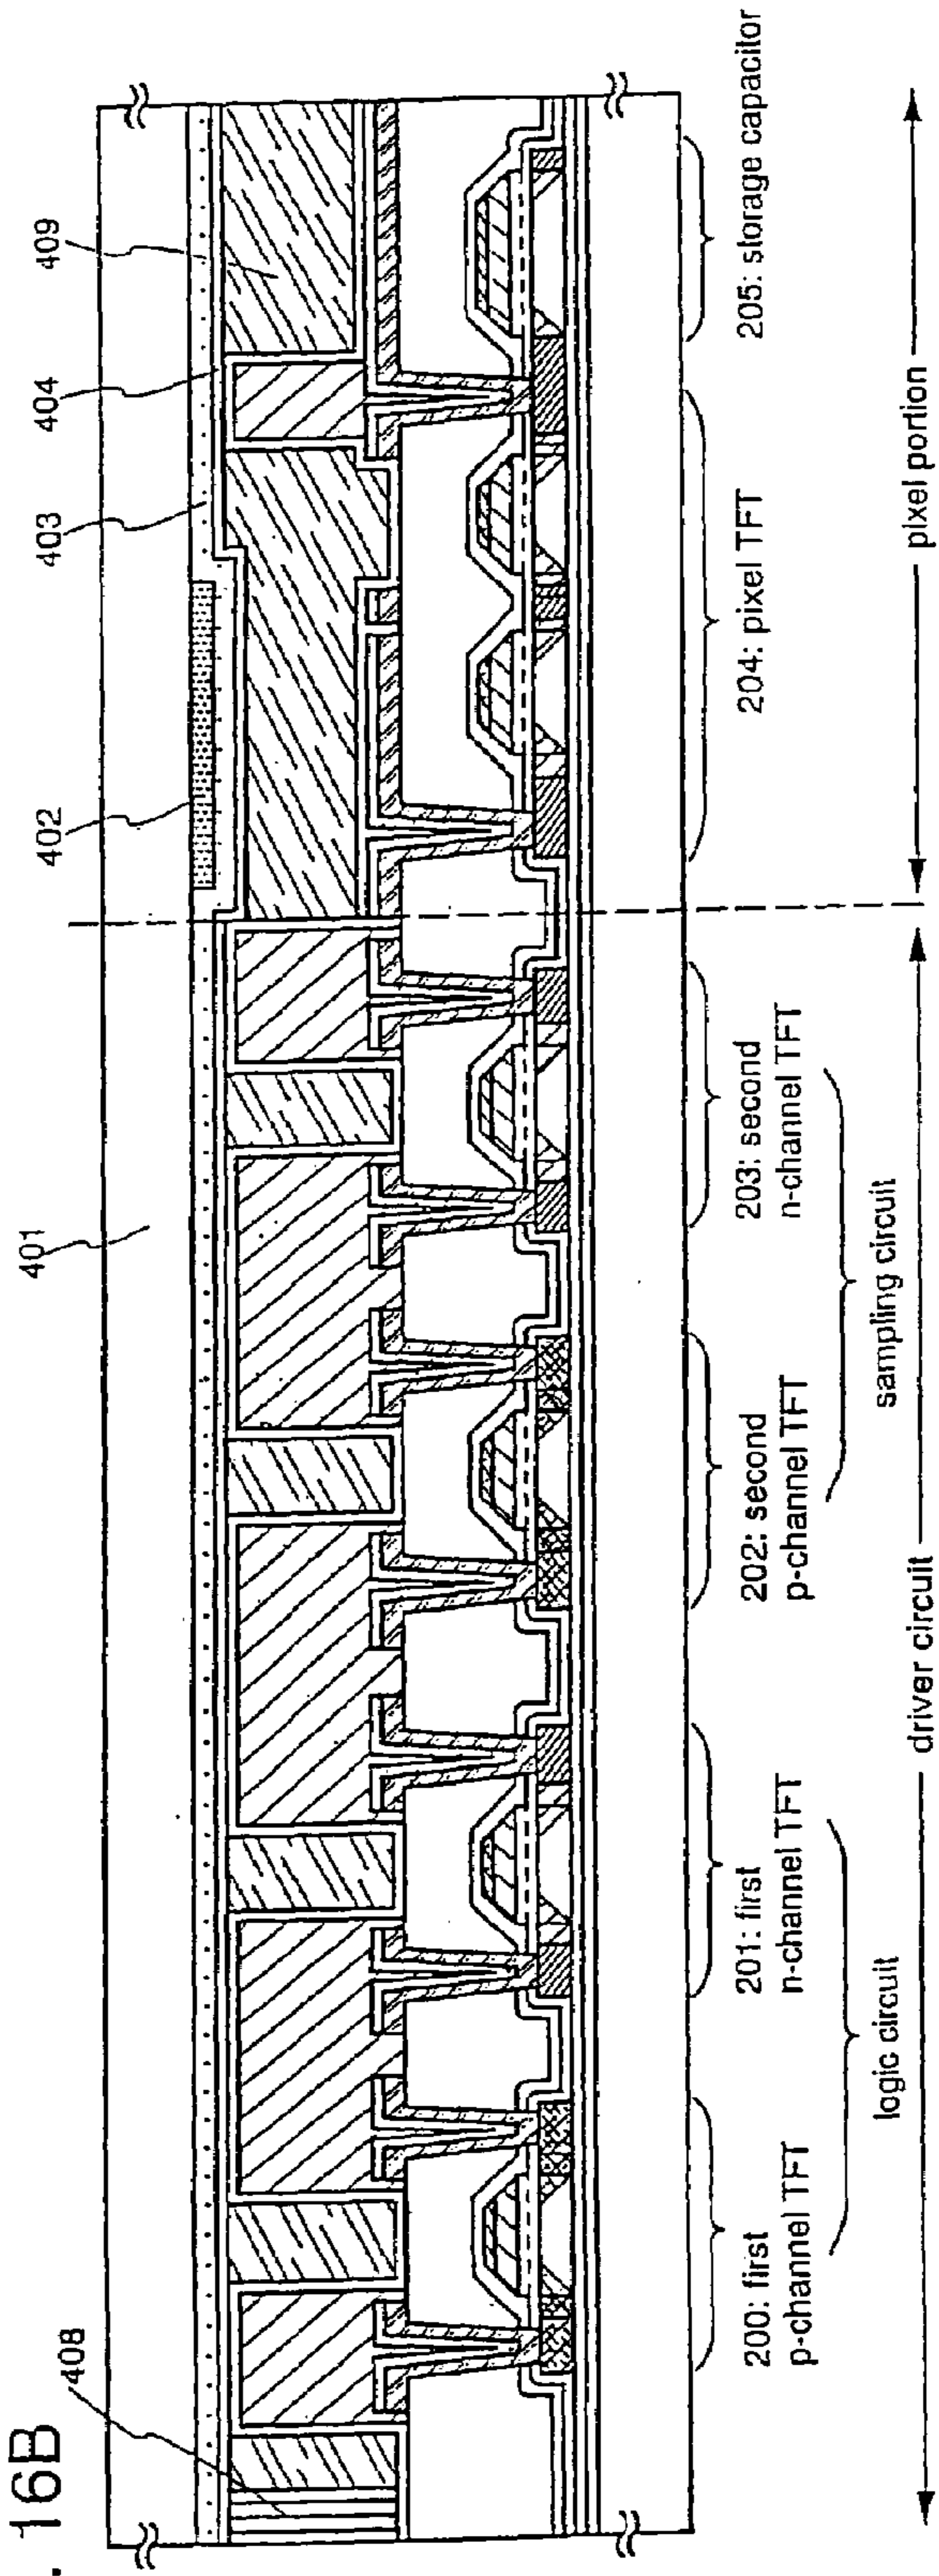 . 16B
408
401
402
403
404
409
200: first
p-channel TFT
201: first
n-channel TFT
202: second
p-channel TFT
203: second
n-channel TFT
204: pixel TFT
205: storage capacitor
logic circuit
sampling circuit
driver circuit
pixel portion